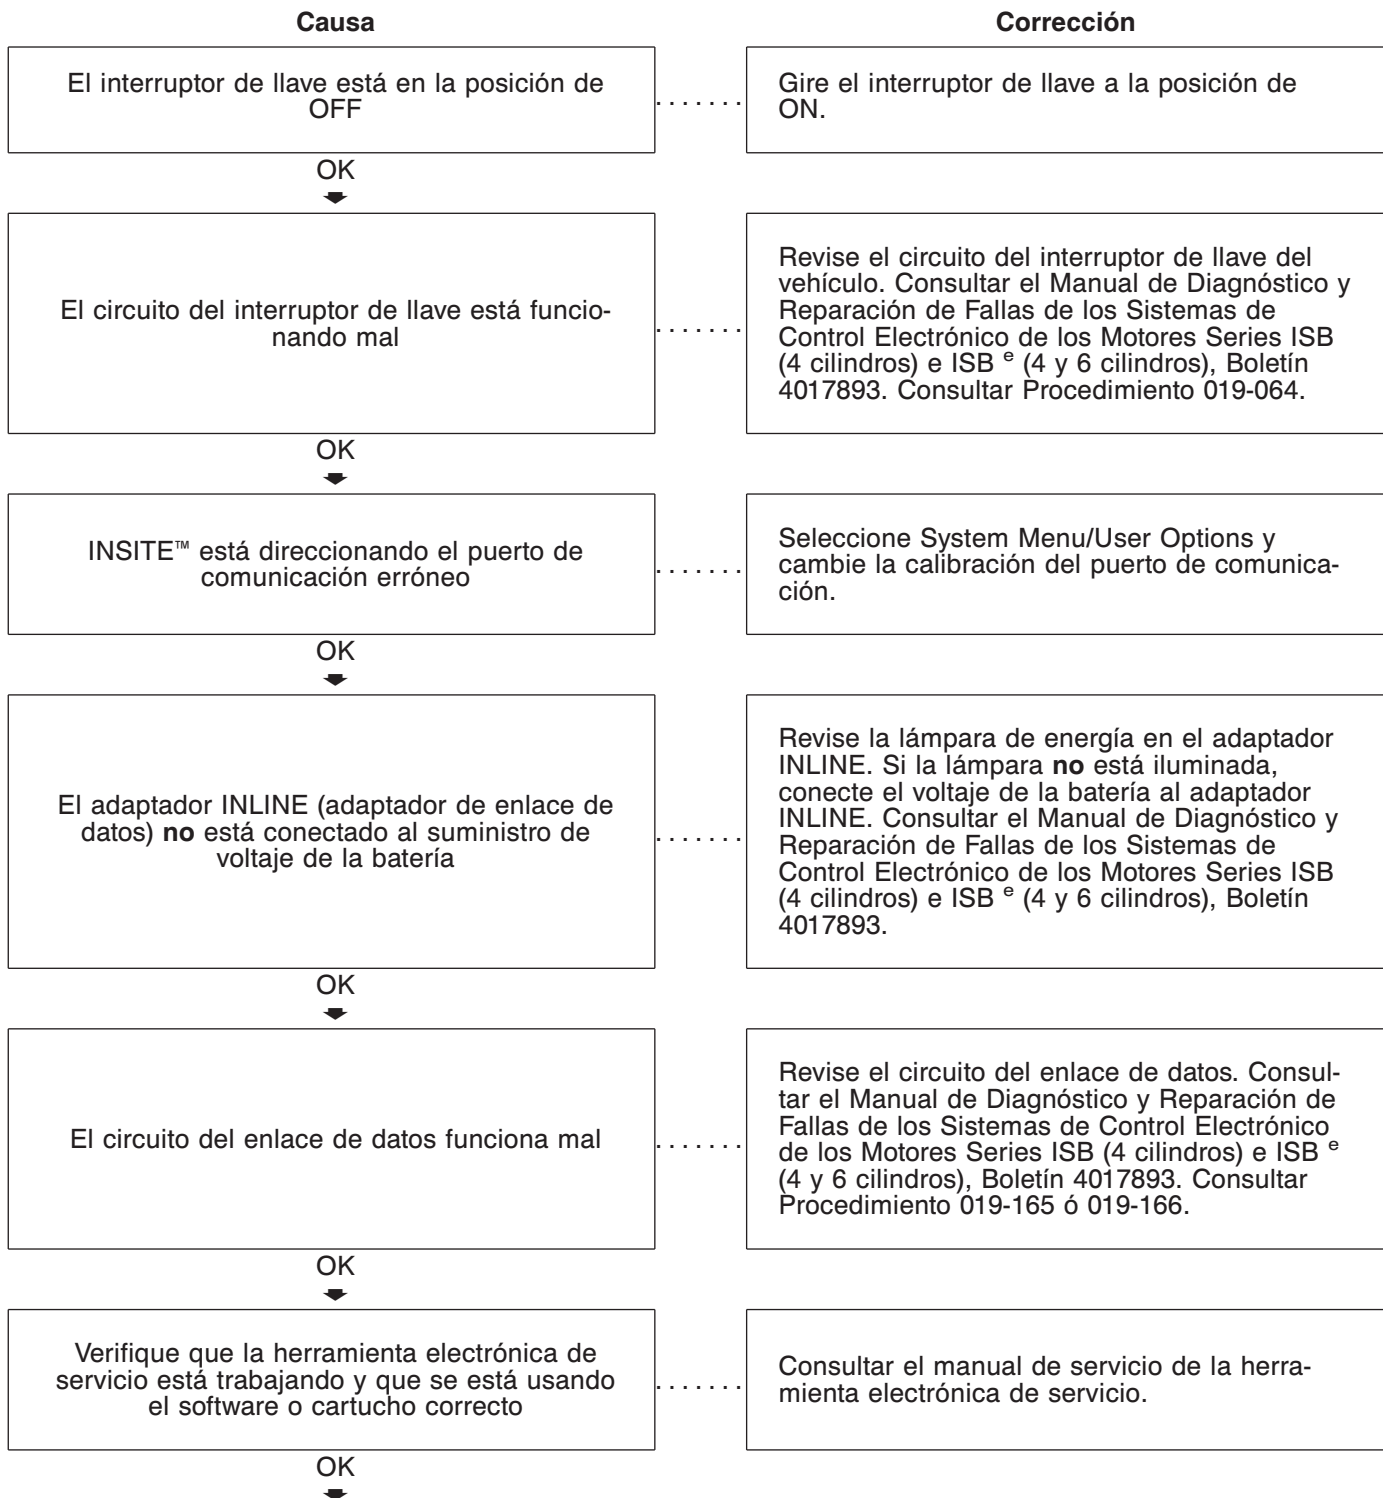 Causa
Corrección
El interruptor de llave está en la posición de
OFF
. . . . . . .
Gire el interruptor de llave a la posición de
ON.
OK
El circuito del interruptor de llave está funcio-
nando mal
. . . . . . .
Revise el circuito del interruptor de llave del
vehículo. Consultar el Manual de Diagnóstico y
Reparación de Fallas de los Sistemas de
Control Electrónico de los Motores Series ISB
(4 cilindros) e ISB e (4 y 6 cilindros), Boletín
4017893. Consultar Procedimiento 019-064.
OK
INSITE™ está direccionando el puerto de
comunicación erróneo
. . . . . . .
Seleccione System Menu/User Options y
cambie la calibración del puerto de comunica-
ción.
OK
El adaptador INLINE (adaptador de enlace de
datos) no está conectado al suministro de
voltaje de la batería
. . . . . . .
Revise la lámpara de energía en el adaptador
INLINE. Si la lámpara no está iluminada,
conecte el voltaje de la batería al adaptador
INLINE. Consultar el Manual de Diagnóstico y
Reparación de Fallas de los Sistemas de
Control Electrónico de los Motores Series ISB
(4 cilindros) e ISB e (4 y 6 cilindros), Boletín
4017893.
OK
El circuito del enlace de datos funciona mal
. . . . . . .
Revise el circuito del enlace de datos. Consul-
tar el Manual de Diagnóstico y Reparación de
Fallas de los Sistemas de Control Electrónico
de los Motores Series ISB (4 cilindros) e ISB e
(4 y 6 cilindros), Boletín 4017893. Consultar
Procedimiento 019-165 ó 019-166.
OK
Verifique que la herramienta electrónica de
servicio está trabajando y que se está usando
el software o cartucho correcto
. . . . . . .
Consultar el manual de servicio de la herra-
mienta electrónica de servicio.
OK